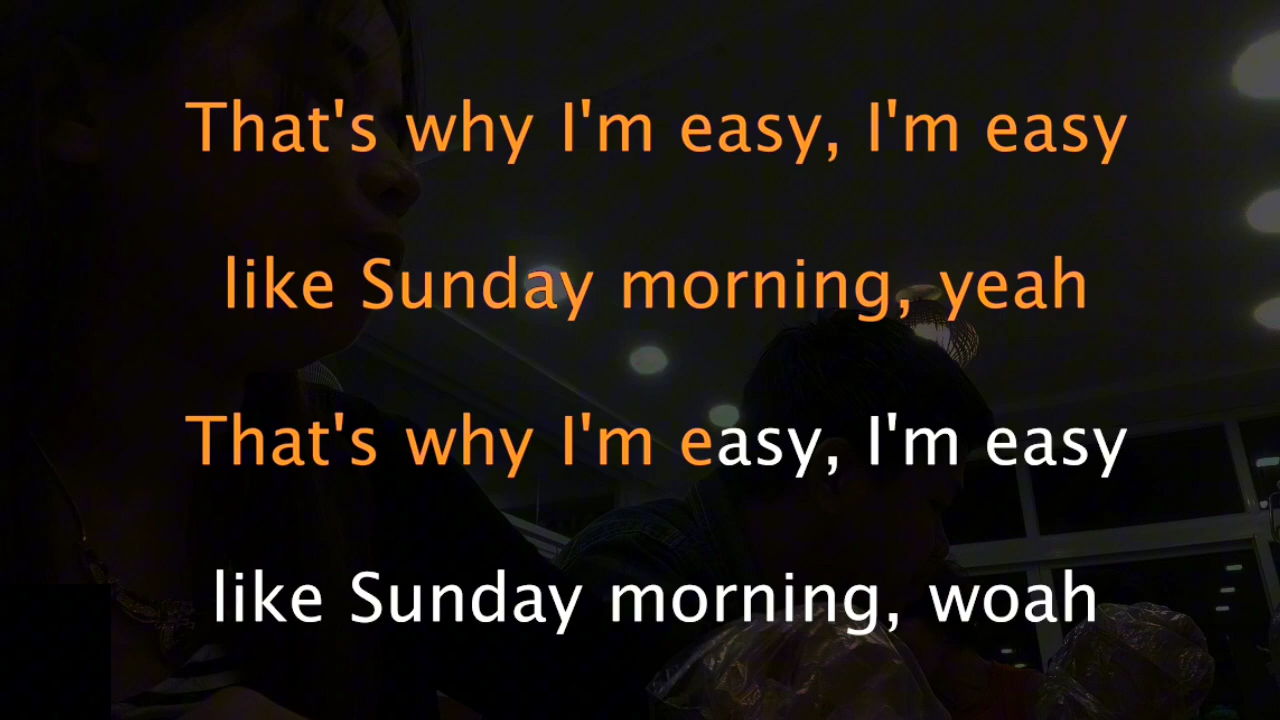 That's why I'm easy, I'm easy
like Sunday morning, yeah
That's why I'm easy, I'm easy
like Sunday morning, woah